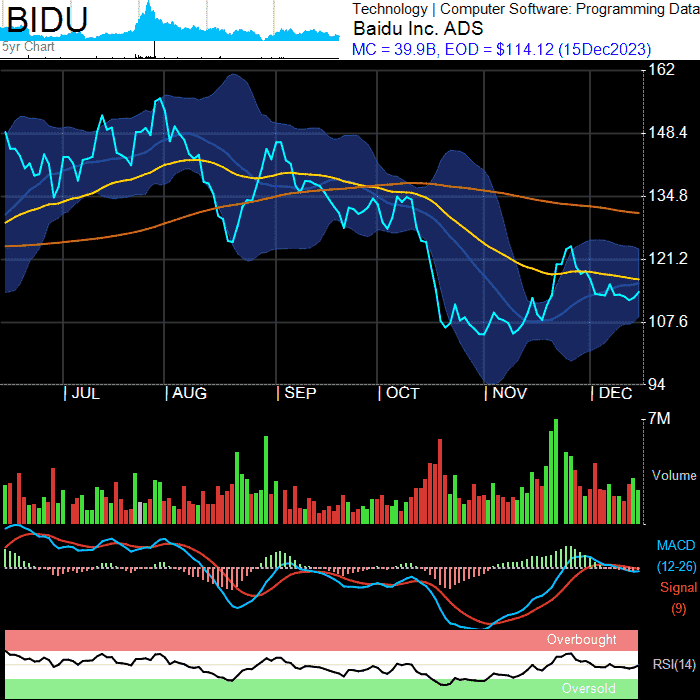 BIDU
5yr Chart
Technology | Computer Software: Programming Data
Baidu Inc. ADS
MC = 39.9B, EOD = $114.12 (15Dec2023)
162
148.4
134.8
121.2
107.6
94
| JUL | AUG | SEP | OCT | NOV | DEC
7M
Volume
MACD
(12-26)
Signal
(9)
Overbought
RSI(14)
Oversold